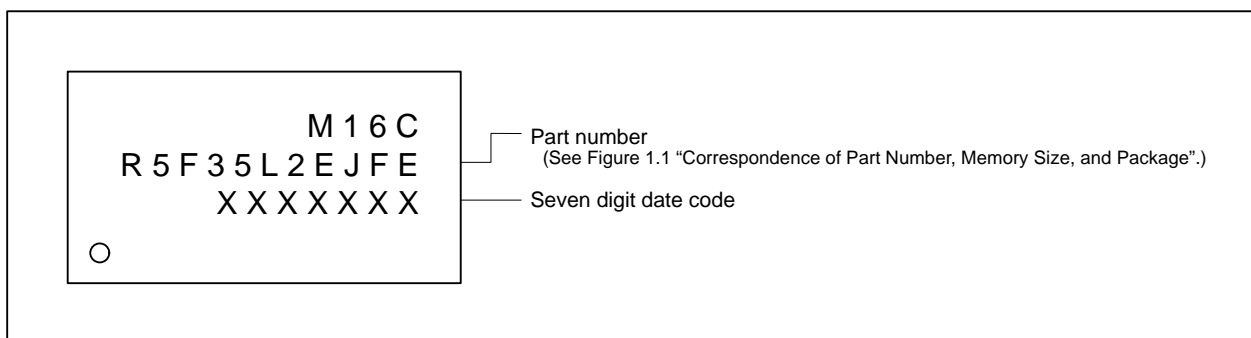 M16C
R5F35L2EJFE
XXXXXXX
Part number
(See Figure 1.1 “Correspondence of Part Number, Memory Size, and Package”.)
Seven digit date code